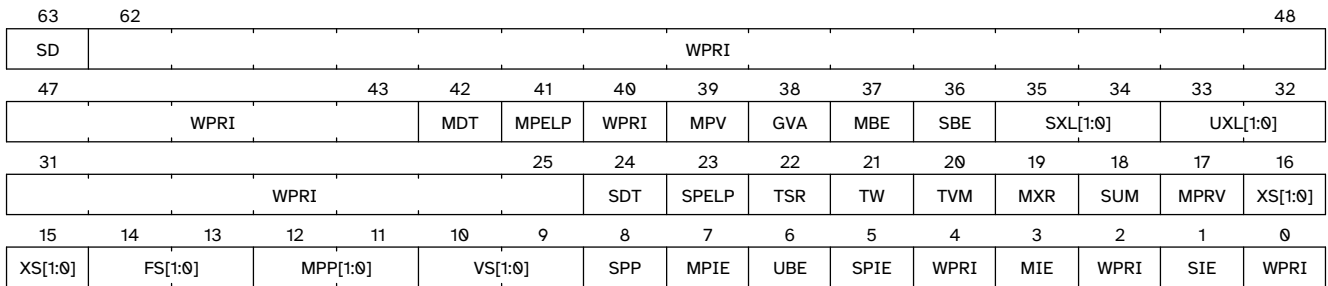 63 62 48
SD WPRI
47 43 42 41 40 39 38 37 36 35 34 33 32
WPRI MDT MPELP WPRI MPV GVA MBE SBE SXL[1:0] UXL[1:0]
31 25 24 23 22 21 20 19 18 17 16
WPRI SDT SPELP TSR TW TVM MXR SUM MPRV XS[1:0]
15 14 13 12 11 10 9 8 7 6 5 4 3 2 1 0
XS[1:0] FS[1:0] MPP[1:0] VS[1:0] SPP MPIE UBE SPIE WPRI MIE WPRI SIE WPRI